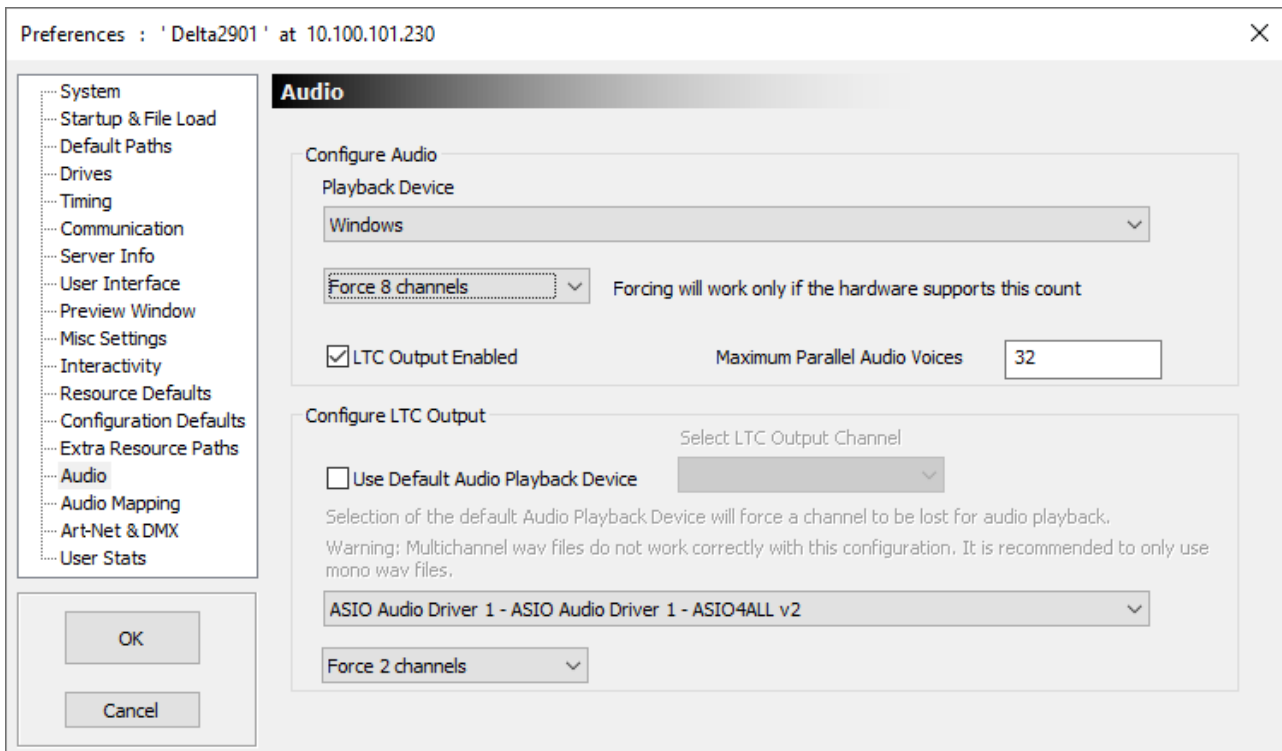 Preferences : 'Delta2901' at 10.100.101.230
System
Startup & File Load
Default Paths
Drives
Timing
Communication
Server Info
User Interface
Preview Window
Misc Settings
Interactivity
Resource Defaults
Configuration Defaults
Extra Resource Paths
Audio
Audio Mapping
Art-Net & DMX
User Stats
OK
Cancel
Audio
Configure Audio
Playback Device
Windows
Force 8 channels
Forcing will work only if the hardware supports this count
LTC Output Enabled
Maximum Parallel Audio Voices
32
Configure LTC Output
Select LTC Output Channel
Use Default Audio Playback Device
Selection of the default Audio Playback Device will force a channel to be lost for audio playback.
Warning: Multichannel wav files do not work correctly with this configuration. It is recommended to only use
mono wav files.
ASIO Audio Driver 1 - ASIO Audio Driver 1 - ASIO4ALL v2
Force 2 channels